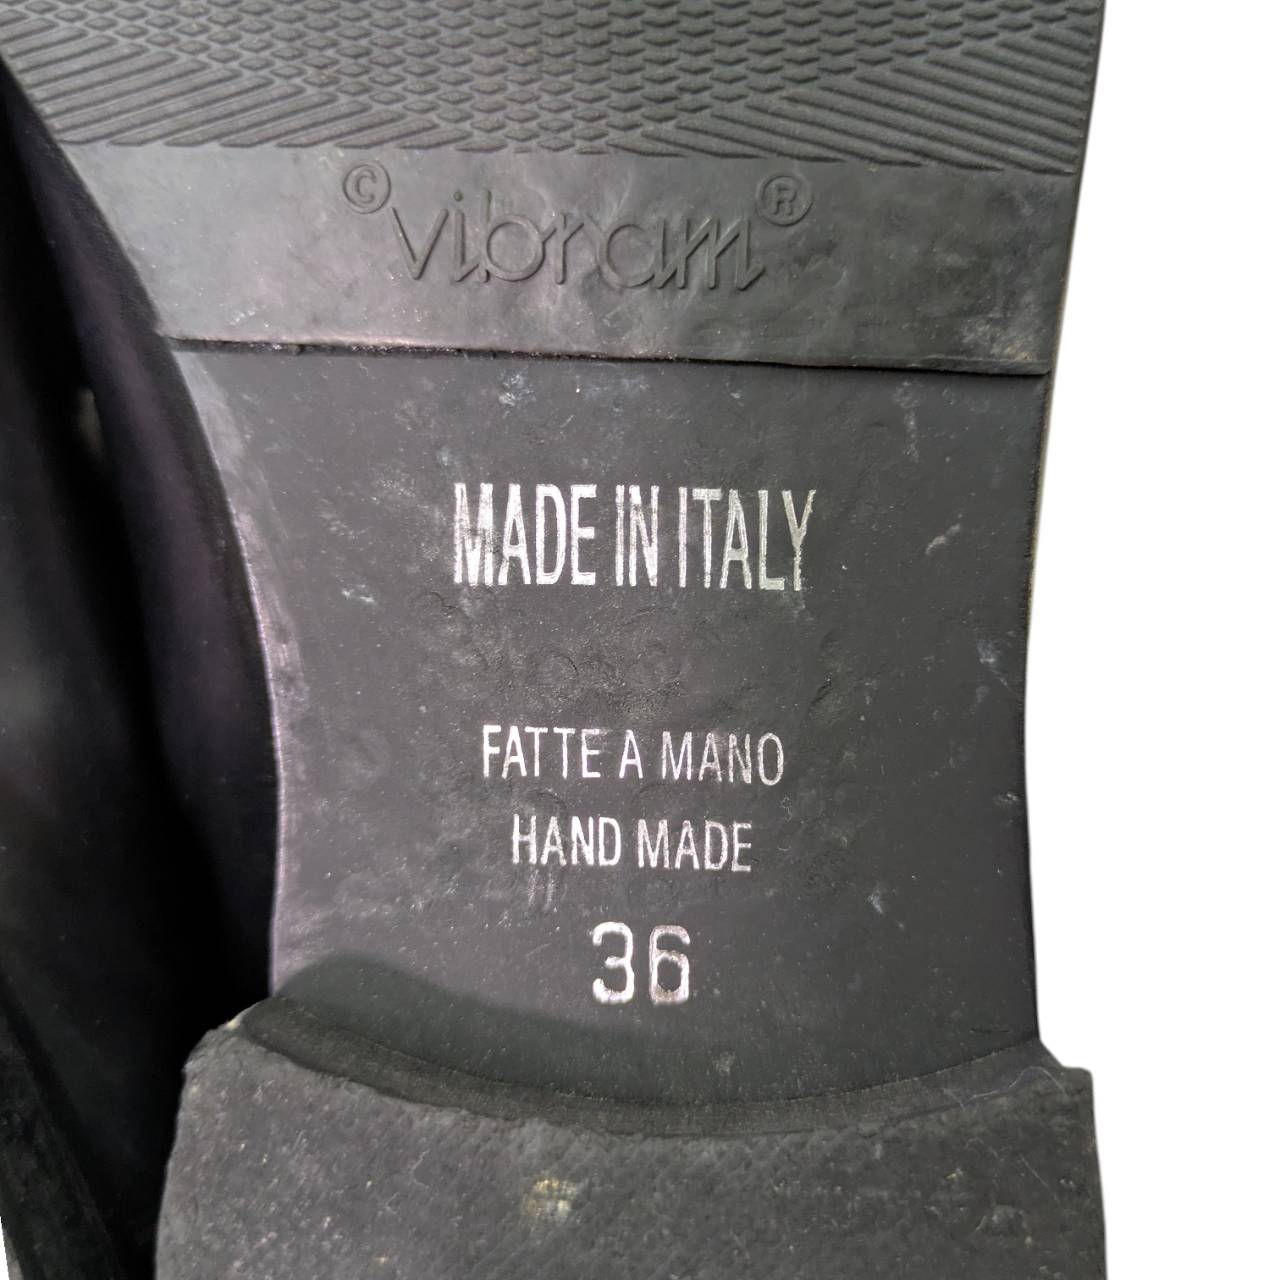 © vibram ®
MADE IN ITALY
FATTE A MANO
HAND MADE
36